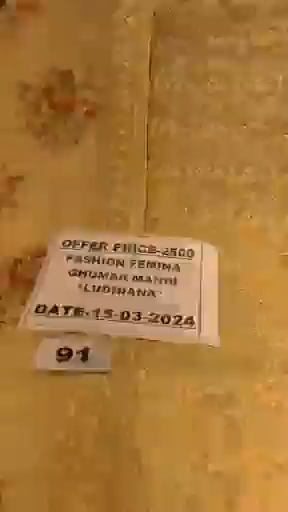 OFFER PRICE-2500
FASHION FEMINA
GHUMAR MANDI
"LUDHIANA"
DATE-15-03-2024
91